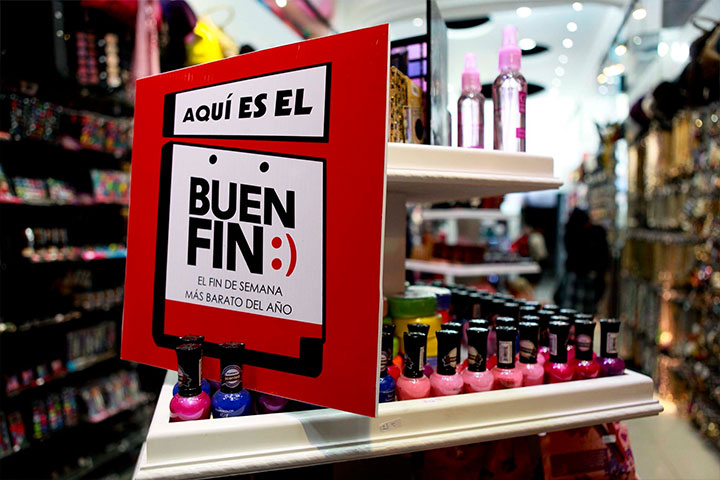 AQUÍ ES EL
BUEN
FIN:)
EL FIN DE SEMANA
MÁS BARATO DEL AÑO